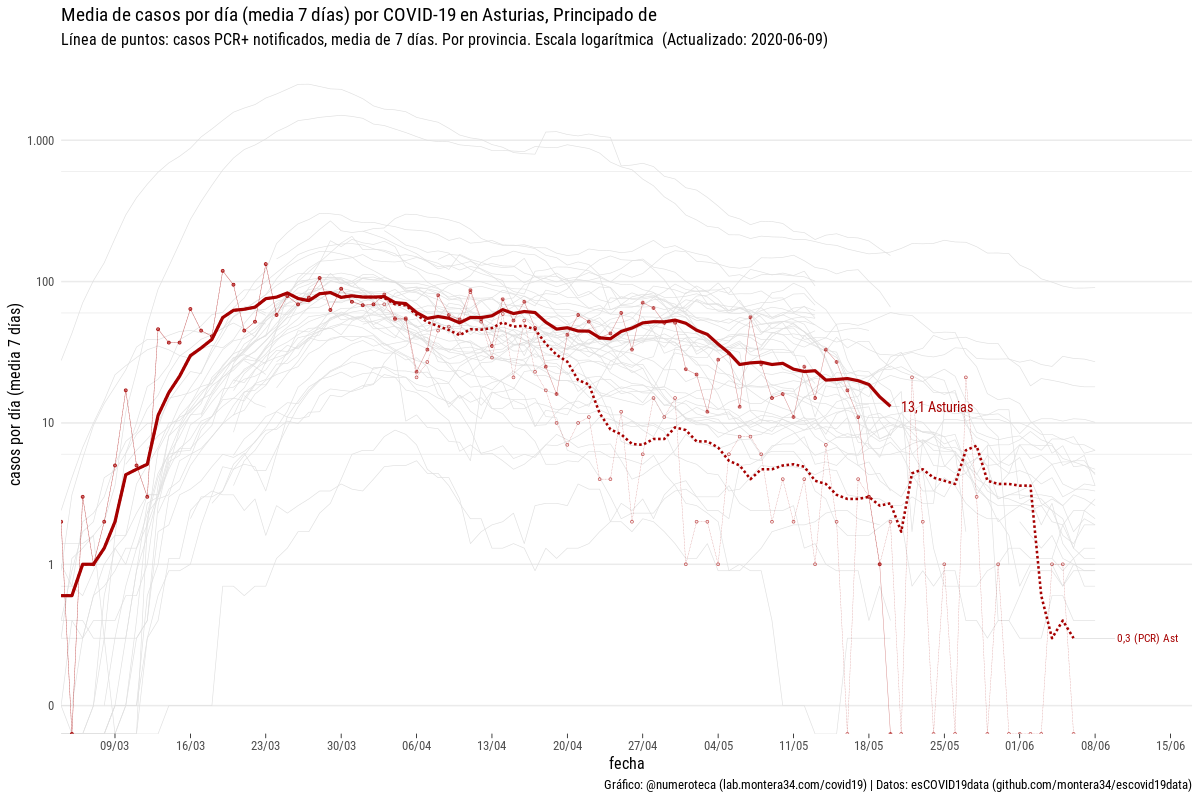 Media de casos por día (media 7 días) por COVID-19 en Asturias, Principado de
Línea de puntos: casos PCR+ notificados, media de 7 días. Por provincia. Escala logarítmica  (Actualizado: 2020-06-09)
casos por día (media 7 días)
1.000
100
10
1
0
13,1 Asturias
0,3 (PCR) Ast
09/03
16/03
23/03
30/03
06/04
13/04
20/04
27/04
04/05
11/05
18/05
25/05
01/06
08/06
15/06
fecha
Gráfico: @numeroteca (lab.montera34.com/covid19) | Datos: esCOVID19data (github.com/montera34/escovid19data)